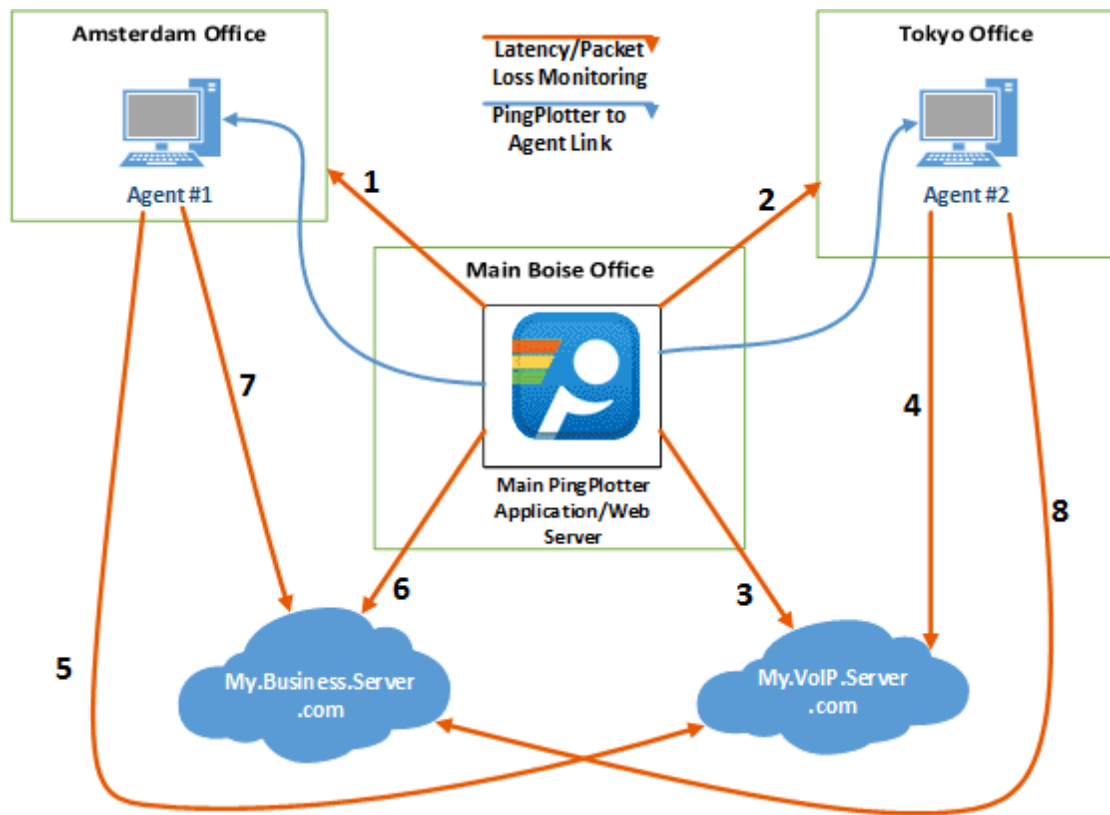 Amsterdam Office
Agent #1
Latency/Packet
Loss Monitoring
PingPlotter to
Agent Link
Tokyo Office
Agent #2
1
2
Main Boise Office
Main PingPlotter
Application/Web
Server
7
4
6
3
8
5
My.Business.Server
.com
My.VoIP.Server
.com